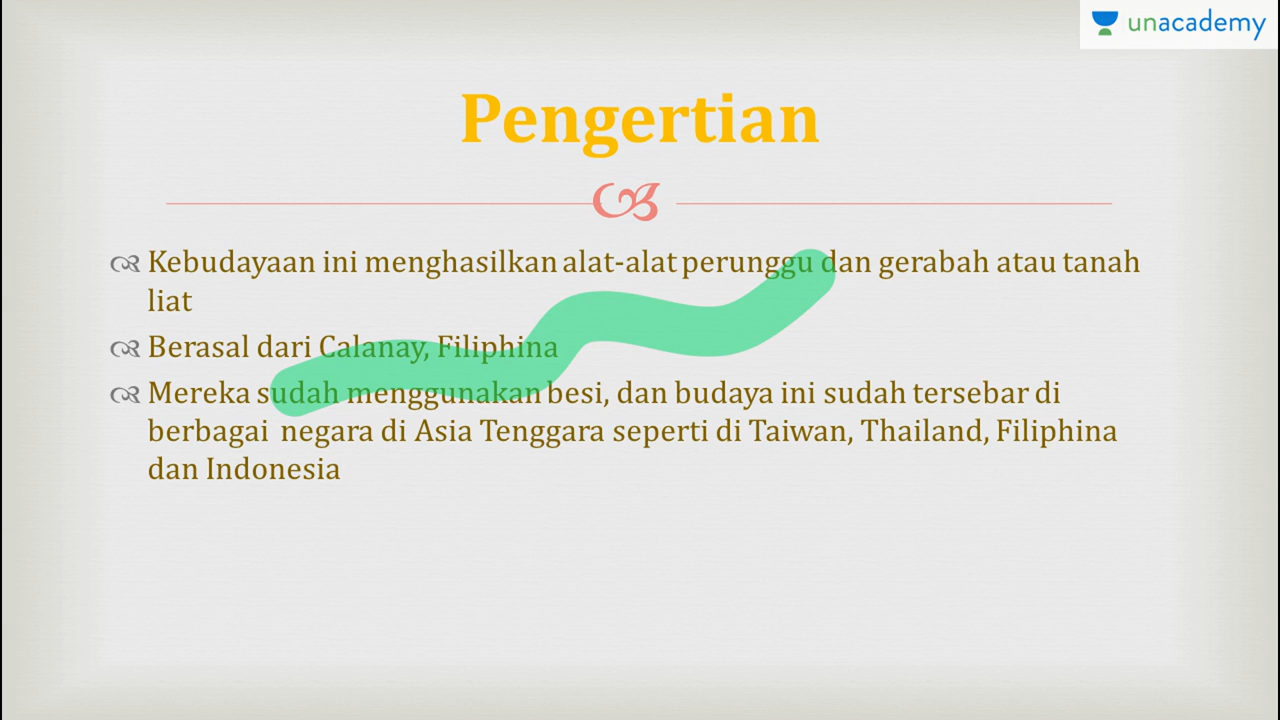 unacademy
Pengertian
Kebudayaan ini menghasilkan alat-alat perunggu dan gerabah atau tanah
liat
Berasal dari Calanay, Filiphina
Mereka sudah menggunakan besi, dan budaya ini sudah tersebar di
berbagai negara di Asia Tenggara seperti di Taiwan, Thailand, Filiphina
dan Indonesia